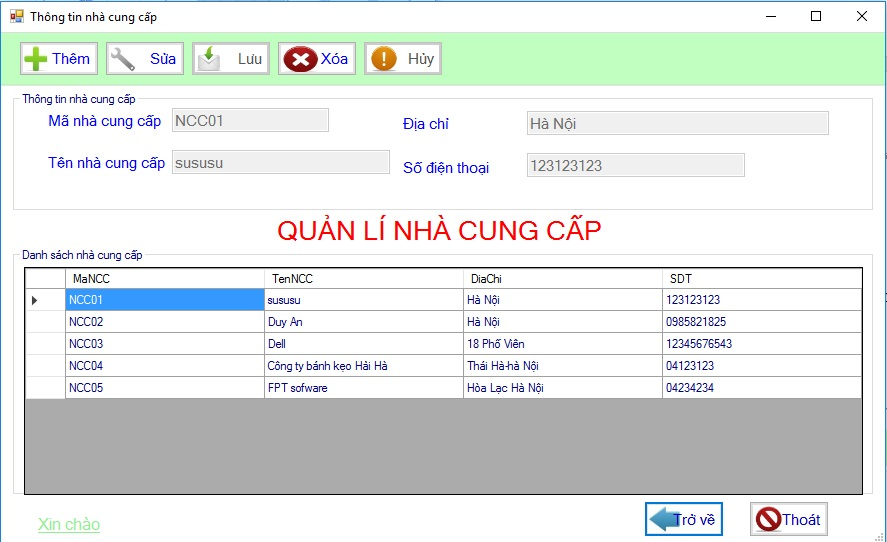 Thông tin nhà cung cấp
Thêm Sửa Lưu Xóa Hủy
Thông tin nhà cung cấp
Mã nhà cung cấp NCC01 Địa chỉ Hà Nội
Tên nhà cung cấp sususu Số điện thoại 123123123
QUẢN LÍ NHÀ CUNG CẤP
Danh sách nhà cung cấp
MaNCC TenNCC DiaChi SDT
NCC01 sususu Hà Nội 123123123
NCC02 Duy An Hà Nội 0985821825
NCC03 Dell 18 Phố Viên 12345676543
NCC04 Công ty bánh kẹo Hải Hà Thái Hà-hà Nội 04123123
NCC05 FPT sofware Hòa Lạc Hà Nội 04234234
Xin chào Trở về Thoát